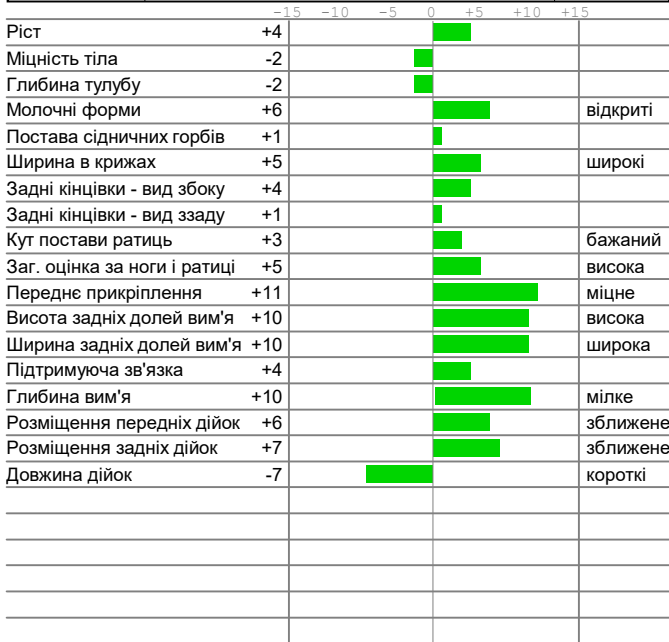 -15 -10 -5 0 +5 +10 +15
Ріст +4
Міцність тіла -2
Глибина тулубу -2
Молочні форми +6 відкриті
Постава сідничних горбів +1
Ширина в крижах +5 широкі
Задні кінцівки - вид збоку +4
Задні кінцівки - вид ззаду +1
Кут постави ратиць +3 бажаний
Заг. оцінка за ноги і ратиці +5 висока
Переднє прикріплення +11 міцне
Висота задніх долей вим'я +10 висока
Ширина задніх долей вим'я +10 широка
Підтримуюча зв'язка +4
Глибина вим'я +10 мілке
Розміщення передніх дійок +6 зближене
Розміщення задніх дійок +7 зближене
Довжина дійок -7 короткі